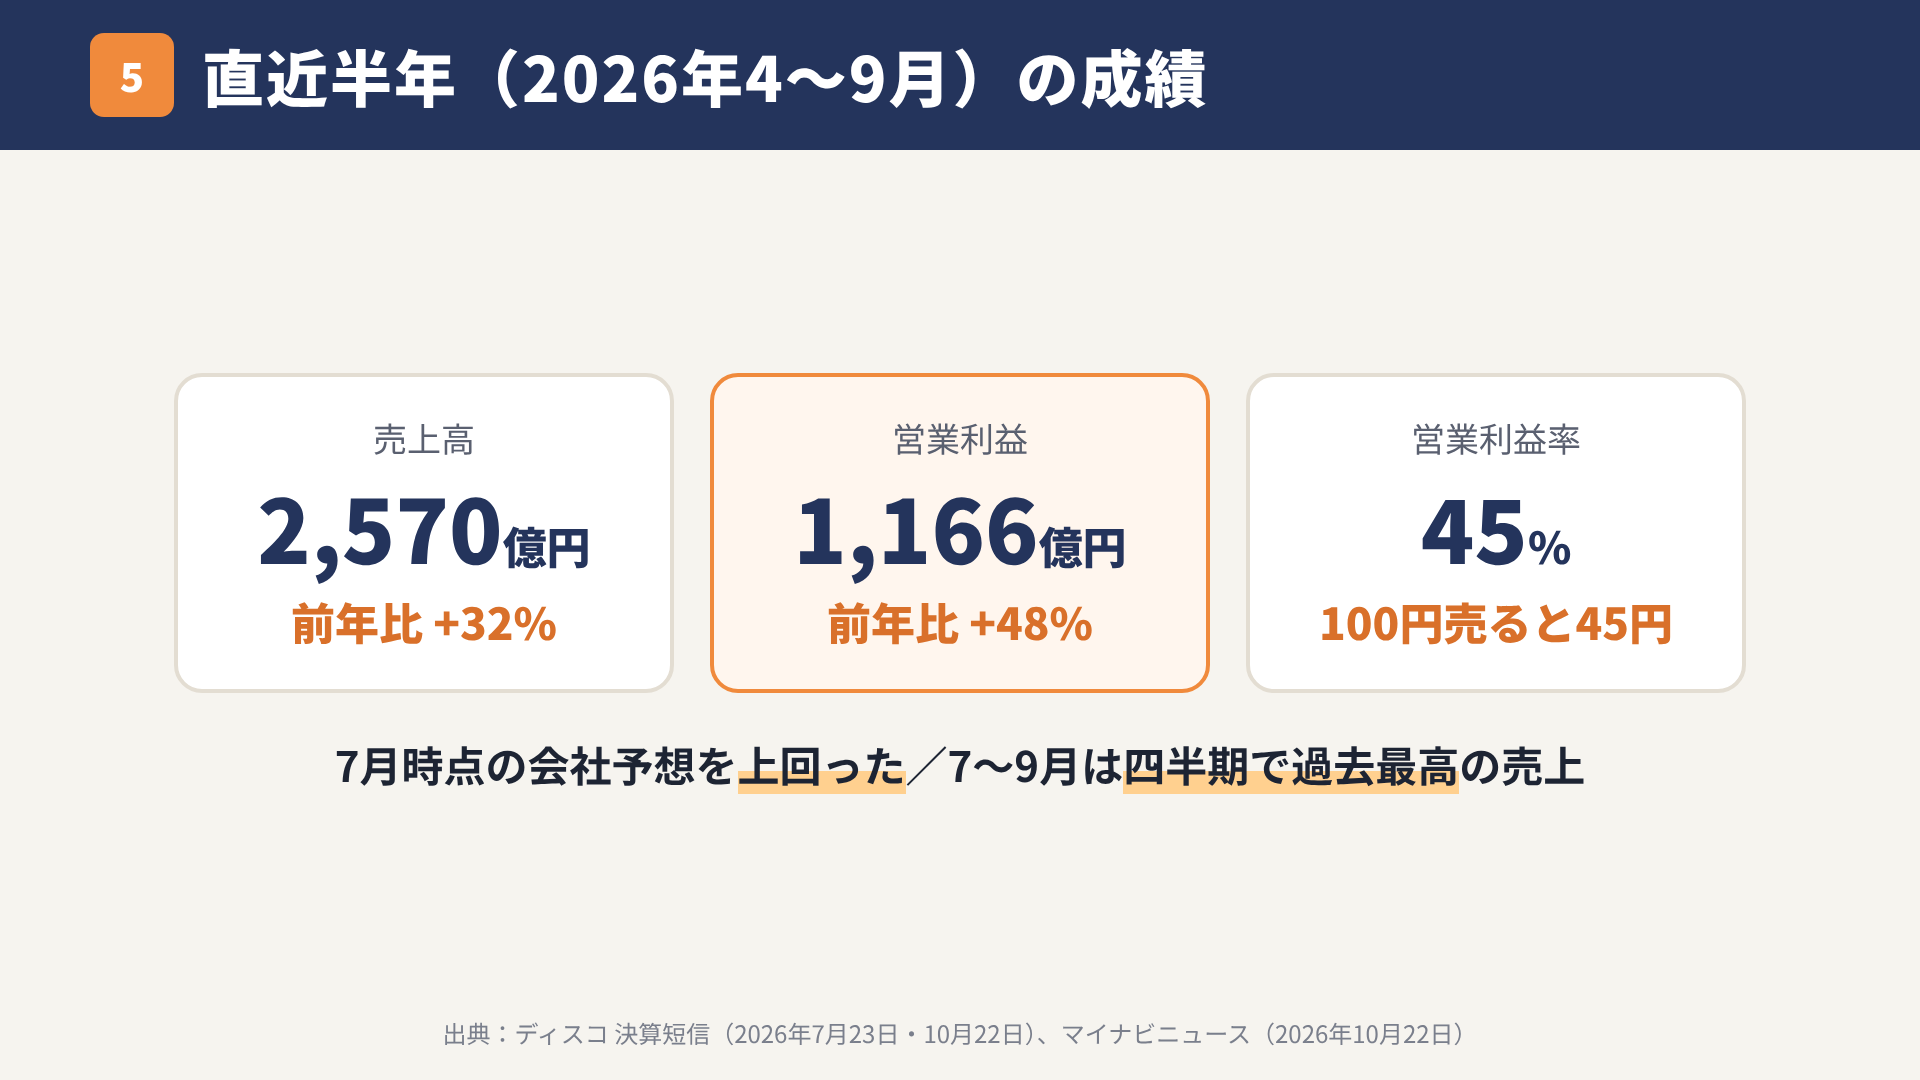 5
直近半年（2026年4〜9月）の成績
売上高
2,570億円
前年比 +32%
営業利益
1,166億円
前年比 +48%
営業利益率
45%
100円売ると45円
7月時点の会社予想を上回った／7〜9月は四半期で過去最高の売上
出典：ディスコ 決算短信（2026年7月23日・10月22日）、マイナビニュース（2026年10月22日）